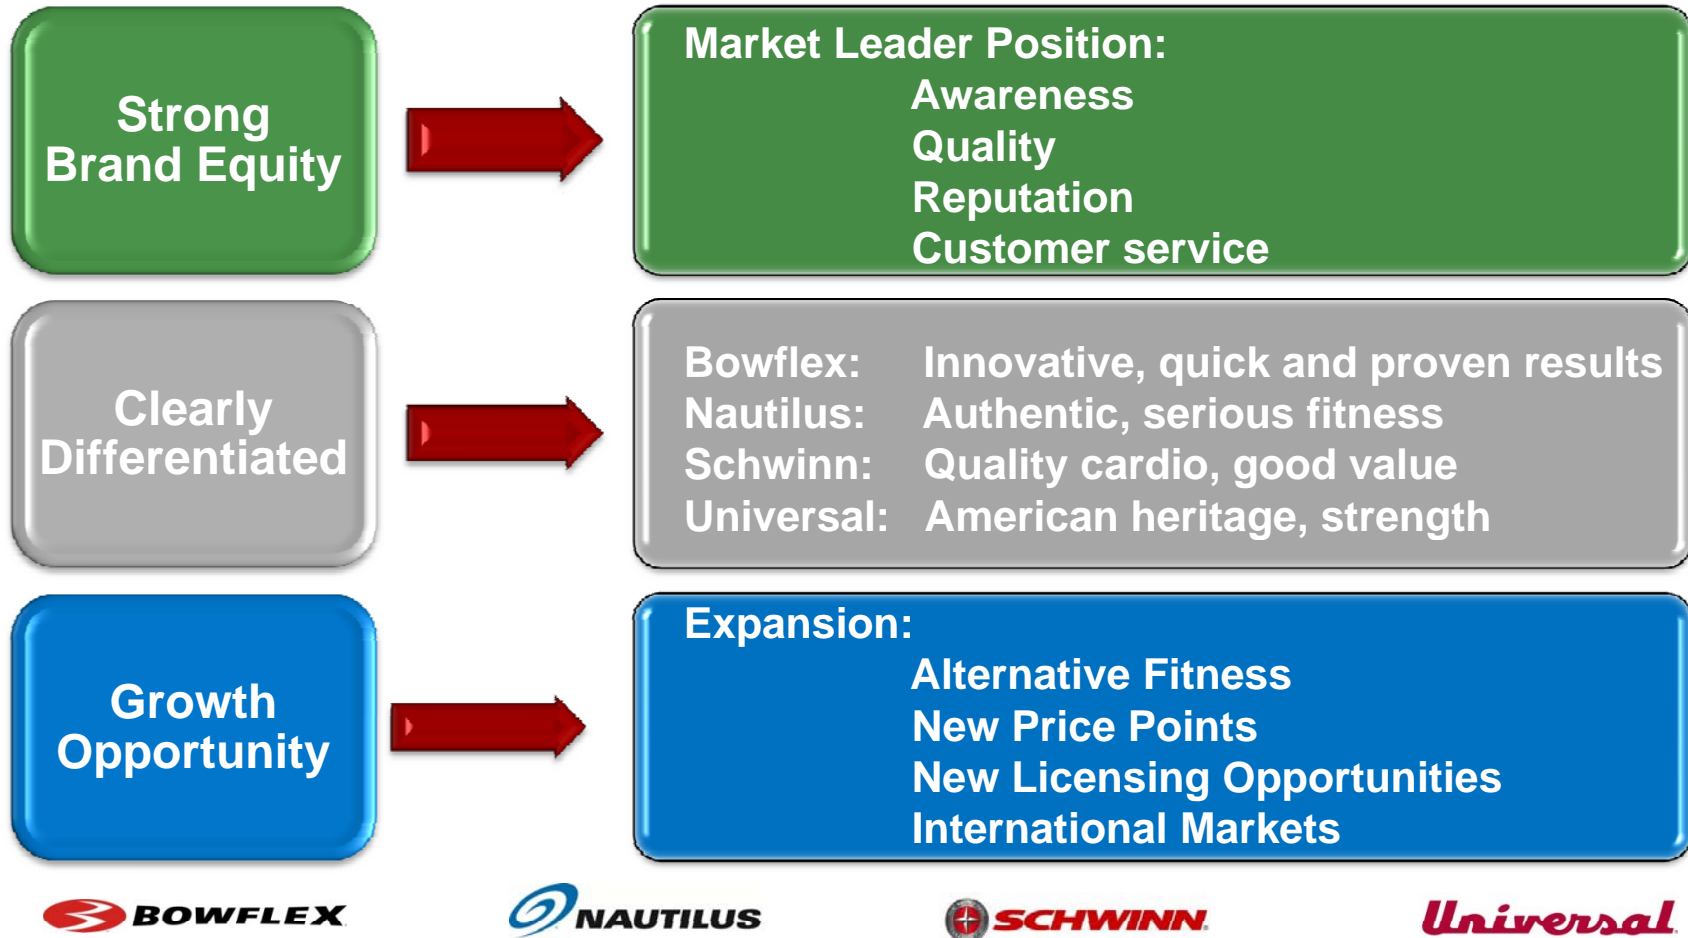 Strong
Brand Equity
Market Leader Position:
Awareness
Quality
Reputation
Customer service
Clearly
Differentiated
Bowflex: Innovative, quick and proven results
Nautilus: Authentic, serious fitness
Schwinn: Quality cardio, good value
Universal: American heritage, strength
Growth
Opportunity
Expansion:
Alternative Fitness
New Price Points
New Licensing Opportunities
International Markets
BOWFLEX NAUTILUS SCHWINN Universal